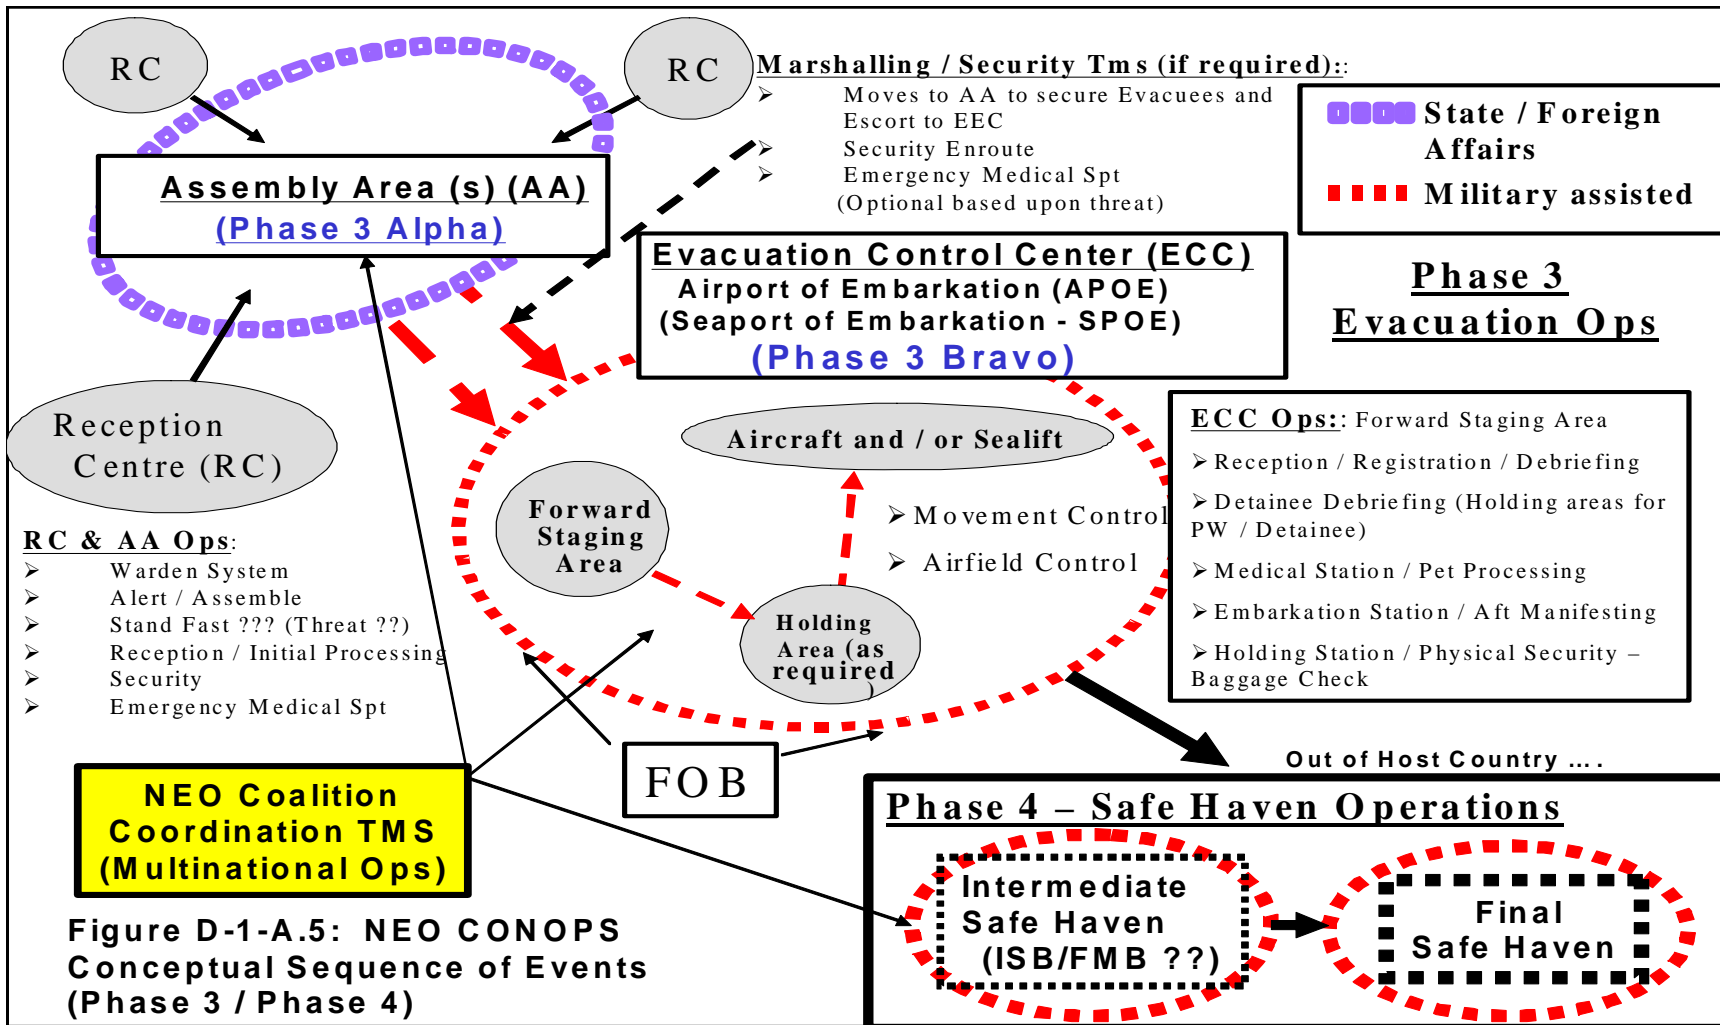 RC
RC
Marshalling / Security Tms (if required)::
➢ Moves to AA to secure Evacuees and
Escort to EEC
➢ Security Enroute
➢ Emergency Medical Spt
(Optional based upon threat)
State / Foreign
Affairs
Military assisted
Assembly Area (s) (AA)
(Phase 3 Alpha)
Evacuation Control Center (ECC)
Airport of Embarkation (APOE)
(Seaport of Embarkation - SPOE)
(Phase 3 Bravo)
Phase 3
Evacuation Ops
Reception
Centre (RC)
Aircraft and / or Sealift
Forward
Staging
Area
➢ Movement Control
➢ Airfield Control
Holding
Area (as
required
)
ECC Ops:: Forward Staging Area
➢ Reception / Registration / Debriefing
➢ Detainee Debriefing (Holding areas for
PW / Detainee)
➢ Medical Station / Pet Processing
➢ Embarkation Station / Aft Manifesting
➢ Holding Station / Physical Security –
Baggage Check
RC & AA Ops:
➢ Warden System
➢ Alert / Assemble
➢ Stand Fast ??? (Threat ??)
➢ Reception / Initial Processing
➢ Security
➢ Emergency Medical Spt
FOB
NEO Coalition
Coordination TMS
(Multinational Ops)
Out of Host Country ....
Phase 4 – Safe Haven Operations
Intermediate
Safe Haven
(ISB/FMB ??)
Final
Safe Haven
Figure D-1-A.5: NEO CONOPS
Conceptual Sequence of Events
(Phase 3 / Phase 4)